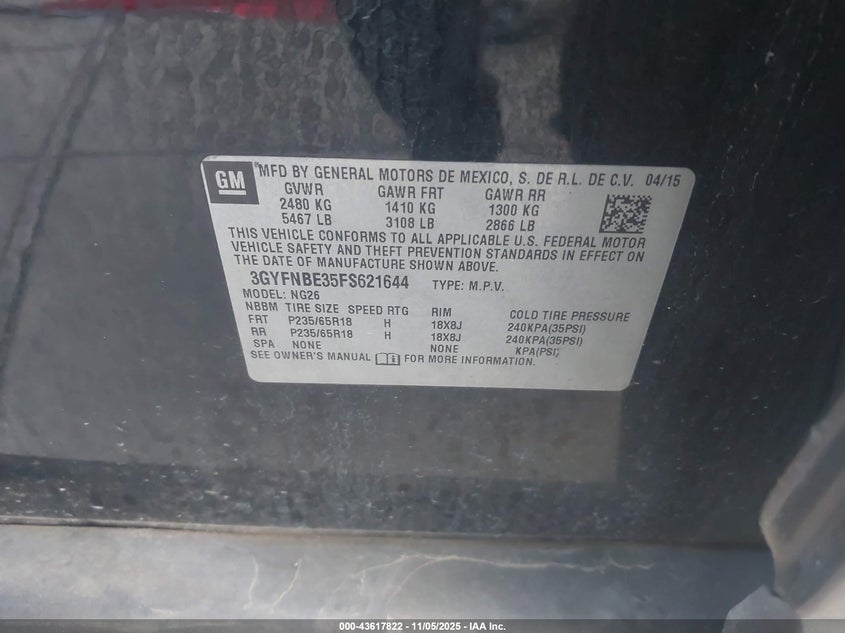 GM
®MFD BY GENERAL MOTORS DE MEXICO, S. DE R.L. DE C.V. 04/15
GVWR GAWR FRT GAWR RR
2480 KG 1410 KG 1300 KG
5467 LB 3108 LB 2866 LB
THIS VEHICLE CONFORMS TO ALL APPLICABLE U.S. FEDERAL MOTOR
VEHICLE SAFETY AND THEFT PREVENTION STANDARDS IN EFFECT ON
THE DATE OF MANUFACTURE SHOWN ABOVE.
3GYFNBE35FS621644 TYPE: M.P.V.
MODEL: NG26
NBBM TIRE SIZE SPEED RTG RIM COLD TIRE PRESSURE
FRT P235/65R18 H 18X8J 240KPA(35PSI)
RR P235/65R18 H 18X8J 240KPA(35PSI)
SPA NONE NONE KPA(PSI)
SEE OWNER'S MANUAL FOR MORE INFORMATION.
000-43617822 - 11/05/2025 - IAA Inc.